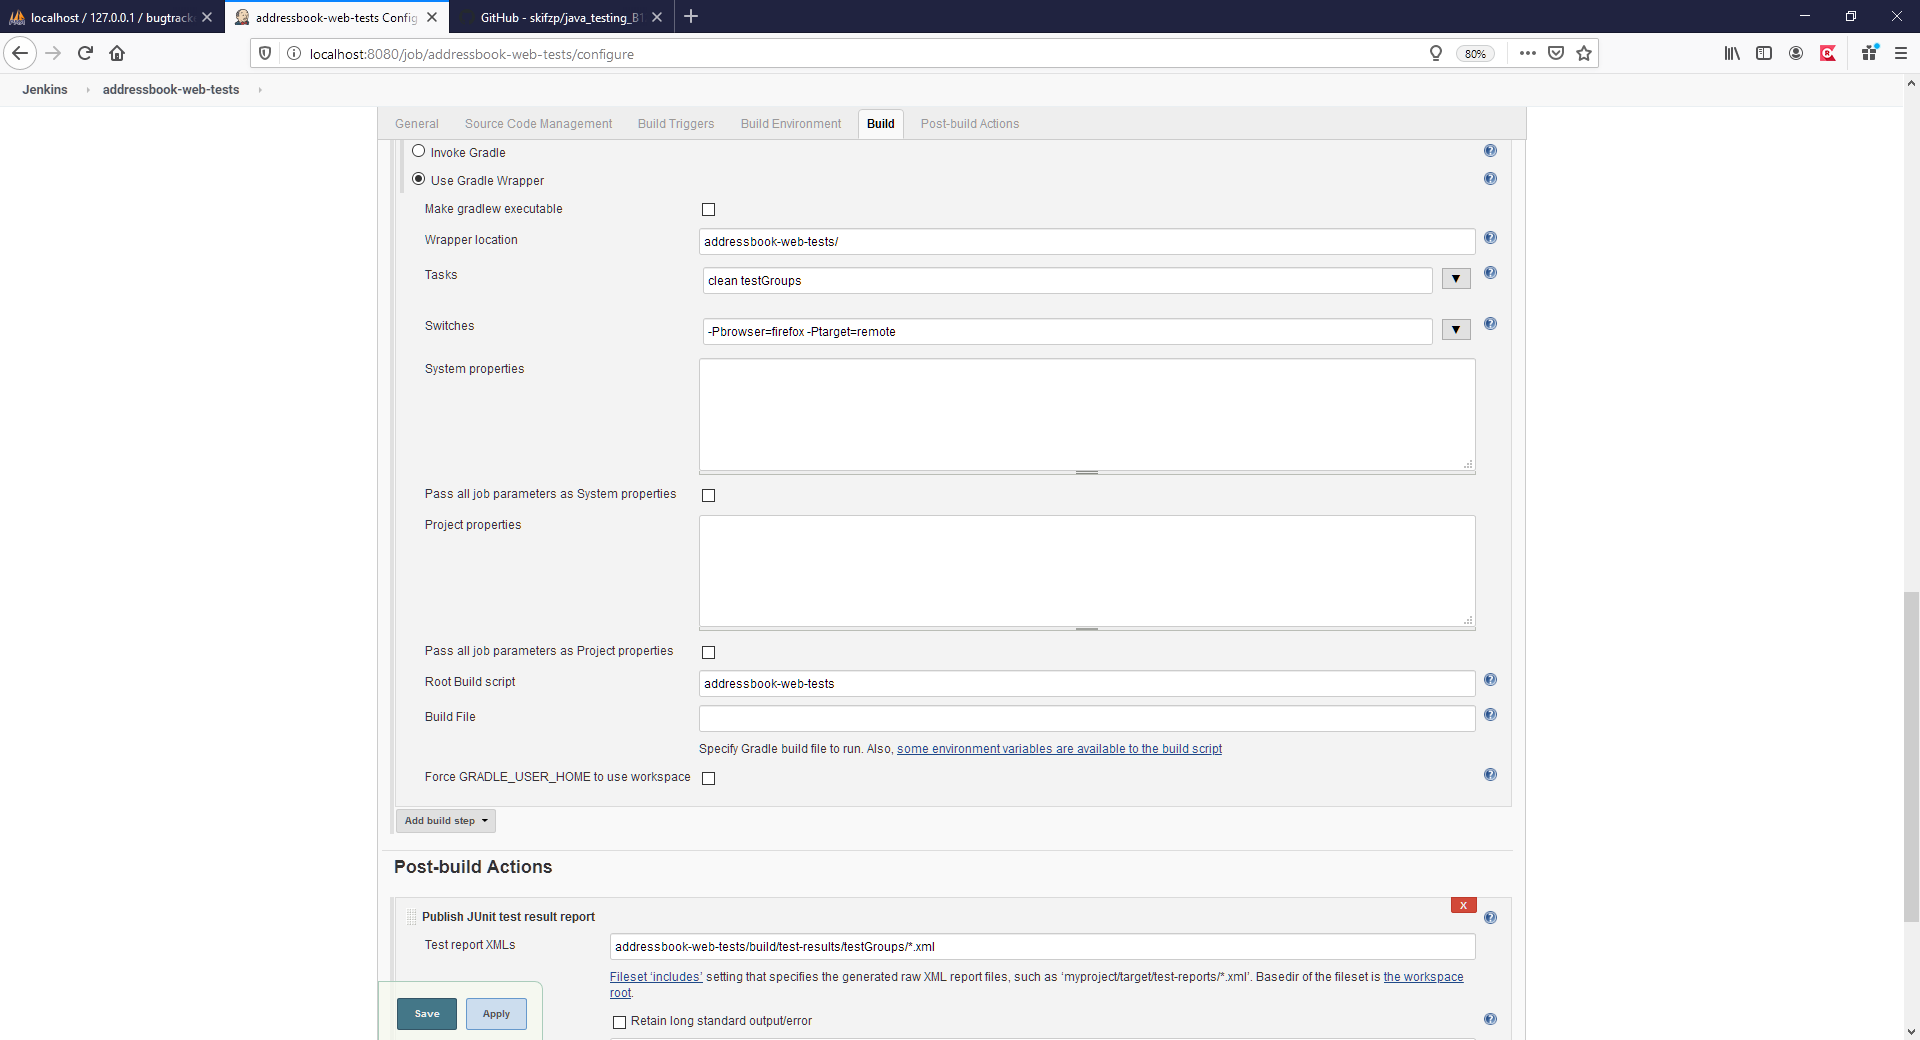 localhost / 127.0.0.1 / bugtrack
addressbook-web-tests Config
GitHub - skifzp/java_testing_B1
localhost:8080/job/addressbook-web-tests/configure
80%
Jenkins
addressbook-web-tests
General
Source Code Management
Build Triggers
Build Environment
Build
Post-build Actions
Invoke Gradle
Use Gradle Wrapper
Make gradlew executable
Wrapper location
addressbook-web-tests/
Tasks
clean testGroups
▼
Switches
-Pbrowser=firefox -Ptarget=remote
▼
System properties
Pass all job parameters as System properties
Project properties
Pass all job parameters as Project properties
Root Build script
addressbook-web-tests
Build File
Specify Gradle build file to run. Also, some environment variables are available to the build script
Force GRADLE_USER_HOME to use workspace
Add build step
Post-build Actions
X
Publish JUnit test result report
Test report XMLs
addressbook-web-tests/build/test-results/testGroups/*.xml
Fileset ‘includes’ setting that specifies the generated raw XML report files, such as ‘myproject/target/test-reports/*.xml’. Basedir of the fileset is the workspace
root.
Save
Apply
Retain long standard output/error